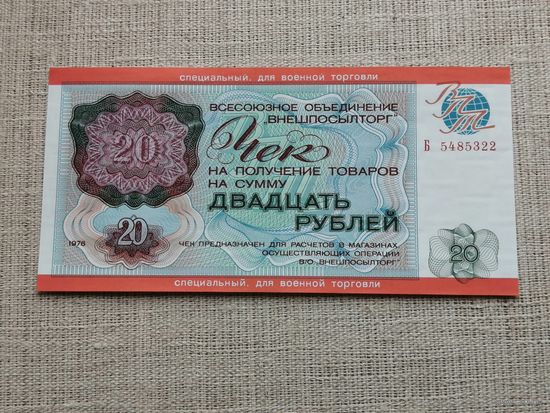 специальный. для военной торговли
ВСЕСОЮЗНОЕ ОБЪЕДИНЕНИЕ
„ВНЕШПОСЫЛТОРГ"
ВПТ
Чек
Б 5485322
20
НА ПОЛУЧЕНИЕ ТОВАРОВ
НА СУММУ
ДВАДЦАТЬ
РУБЛЕЙ
1976
20
ЧЕК ПРЕДНАЗНАЧЕН ДЛЯ РАСЧЕТОВ В МАГАЗИНАХ,
ОСУЩЕСТВЛЯЮЩИХ ОПЕРАЦИИ
В/О „ВНЕШПОСЫЛТОРГ"
20
специальный. для военной торговли